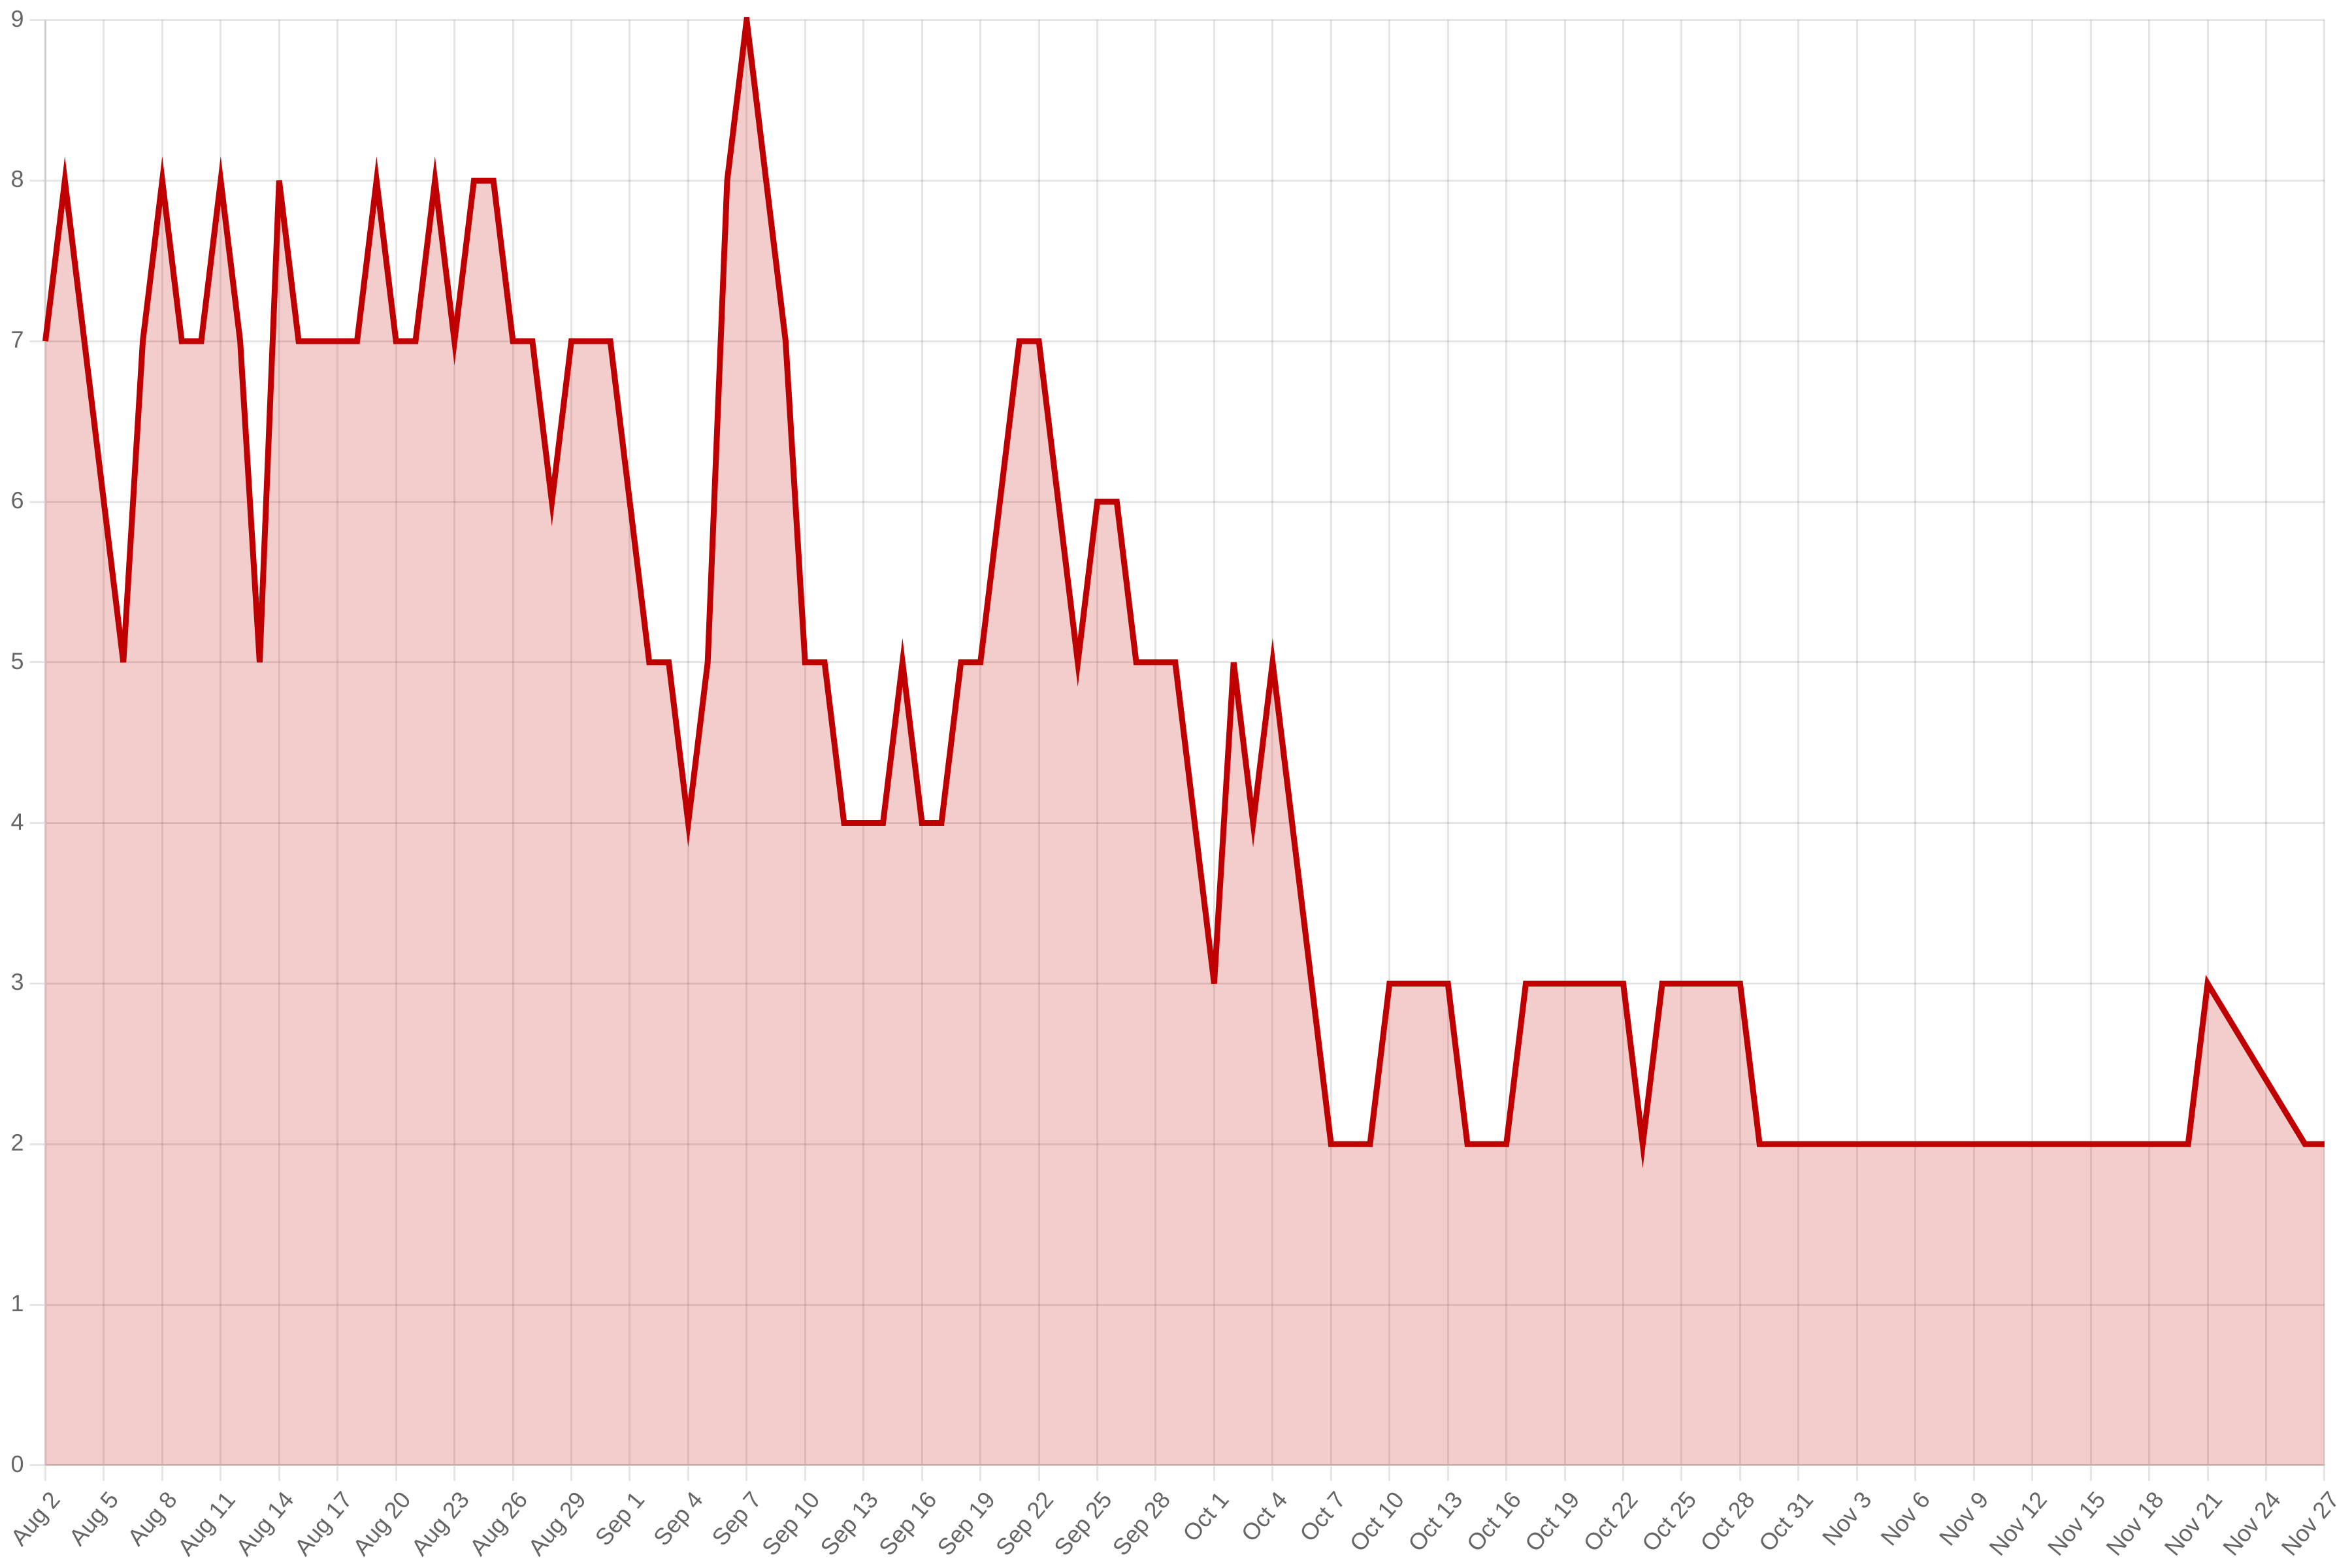 9
8
7
6
5
4
3
2
1
0
Aug 2
Aug 5
Aug 8
Aug 11
Aug 14
Aug 17
Aug 20
Aug 23
Aug 26
Aug 29
Sep 1
Sep 4
Sep 7
Sep 10
Sep 13
Sep 16
Sep 19
Sep 22
Sep 25
Sep 28
Oct 1
Oct 4
Oct 7
Oct 10
Oct 13
Oct 16
Oct 19
Oct 22
Oct 25
Oct 28
Oct 31
Nov 3
Nov 6
Nov 9
Nov 12
Nov 15
Nov 18
Nov 21
Nov 24
Nov 27